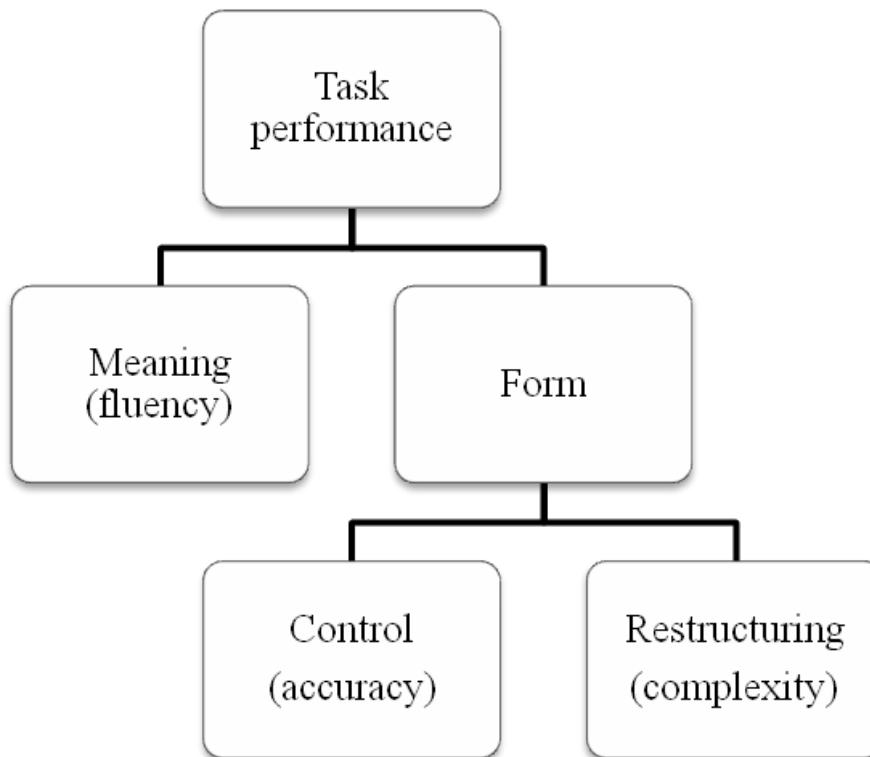 Task
performance
Meaning
(fluency)
Form
Control
(accuracy)
Restructuring
(complexity)